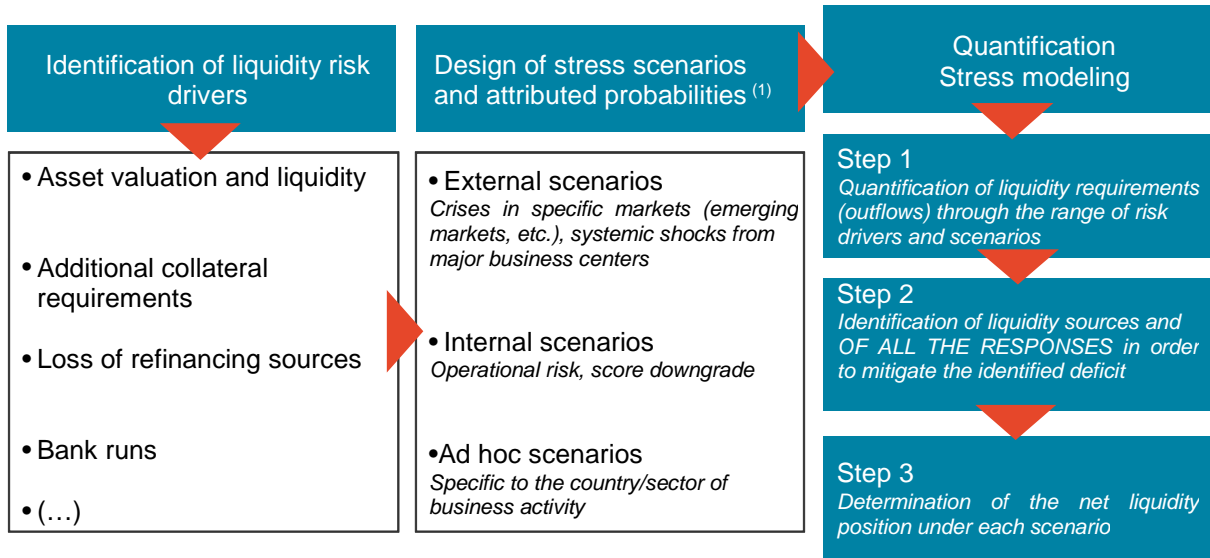 Identification of liquidity risk
drivers
• Asset valuation and liquidity
• Additional collateral
requirements
• Loss of refinancing sources
• Bank runs
• (…)
Design of stress scenarios
and attributed probabilities (1)
• External scenarios
Crises in specific markets (emerging
markets, etc.), systemic shocks from
major business centers
• Internal scenarios
Operational risk, score downgrade
•Ad hoc scenarios
Specific to the country/sector of
business activity
Quantification
Stress modeling
Step 1
Quantification of liquidity requirements
(outflows) through the range of risk
drivers and scenarios
Step 2
Identification of liquidity sources and
OF ALL THE RESPONSES in order
to mitigate the identified deficit
Step 3
Determination of the net liquidity
position under each scenario